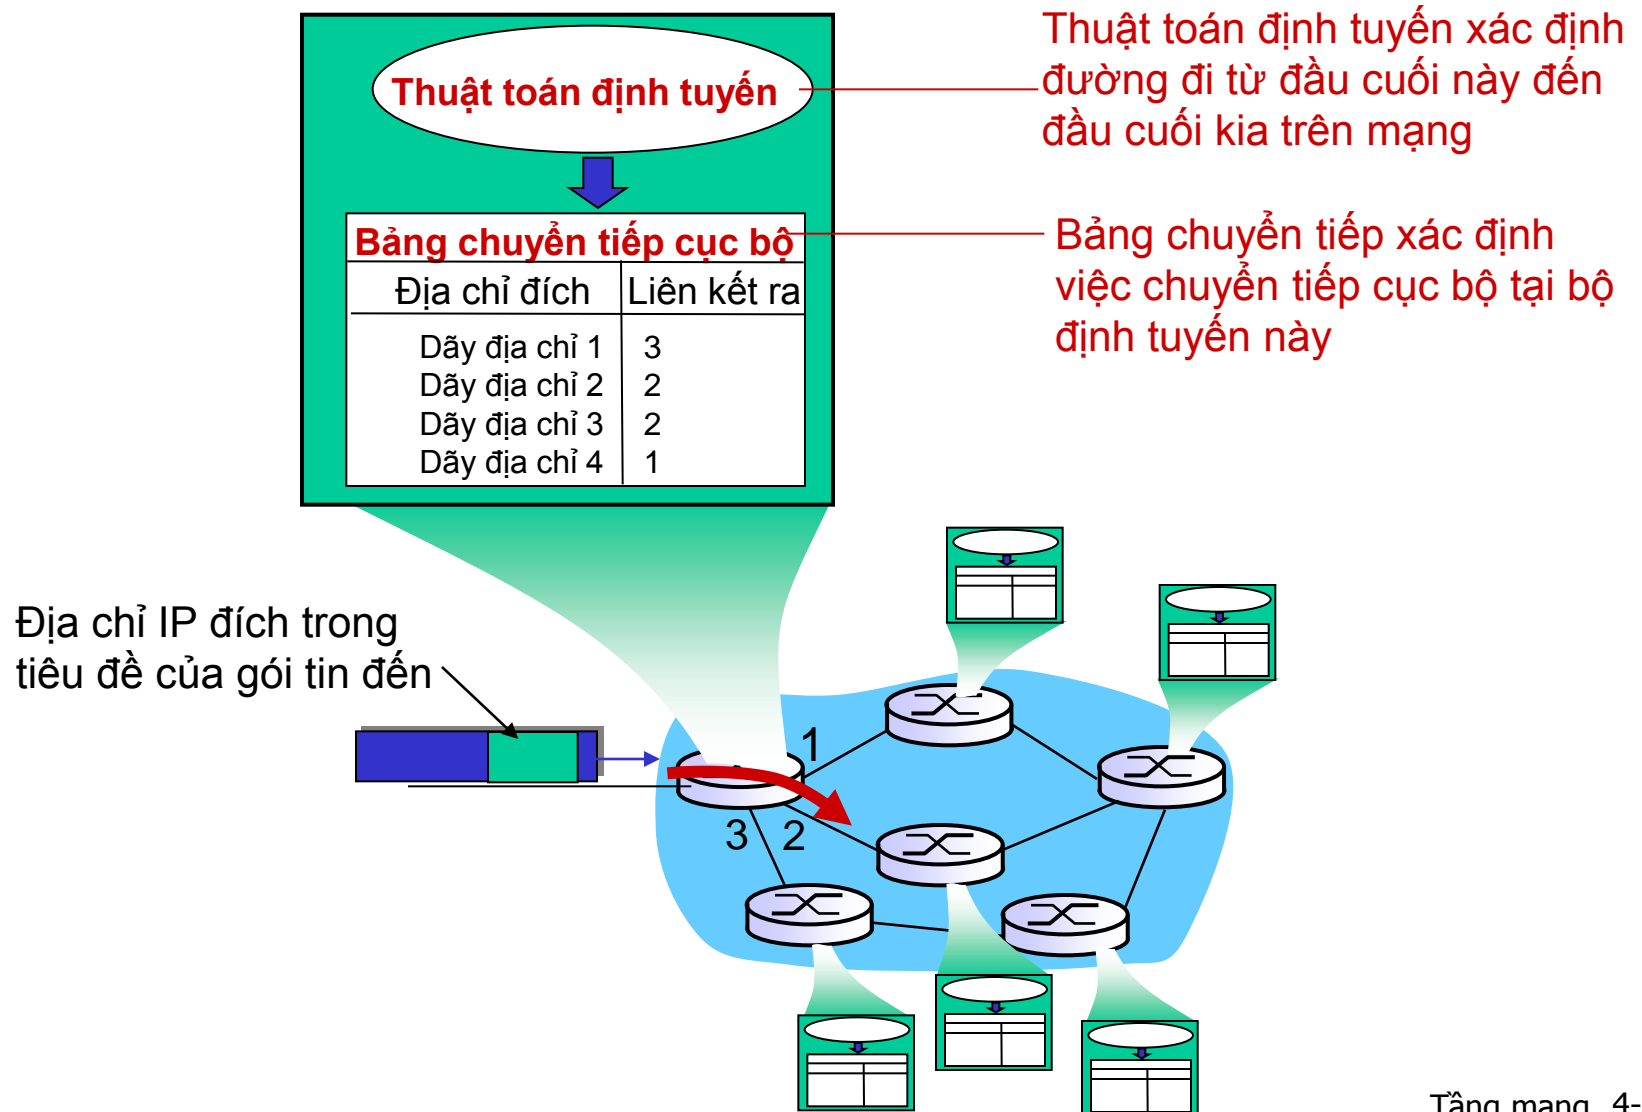 Thuật toán định tuyến
Thuật toán định tuyến xác định
đường đi từ đầu cuối này đến
đầu cuối kia trên mạng
Bảng chuyển tiếp cục bộ
Địa chỉ đích Liên kết ra
Dãy địa chỉ 1 3
Dãy địa chỉ 2 2
Dãy địa chỉ 3 2
Dãy địa chỉ 4 1
Bảng chuyển tiếp xác định
việc chuyển tiếp cục bộ tại bộ
định tuyến này
Địa chỉ IP đích trong
tiêu đề của gói tin đến
1
3 2
Tầng mạng 4-